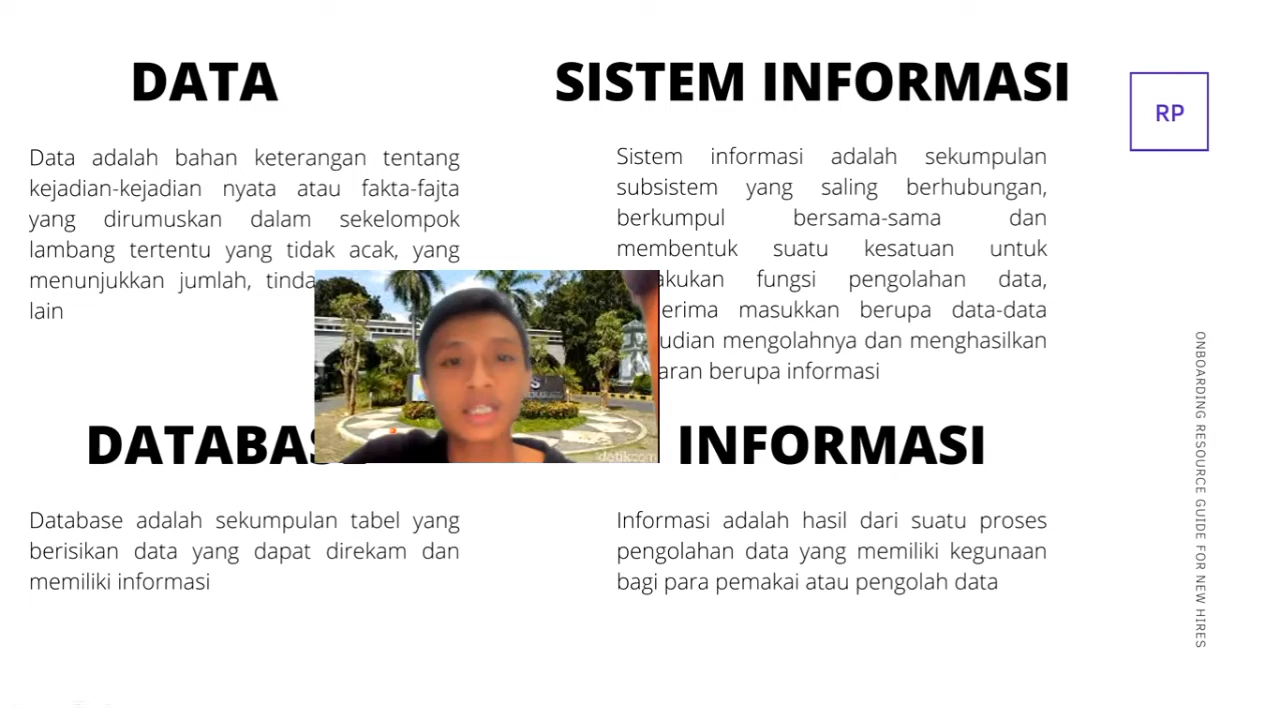 DATA
Data adalah bahan keterangan tentang
kejadian-kejadian nyata atau fakta-fajta
yang dirumuskan dalam sekelompok
lambang tertentu yang tidak acak, yang
menunjukkan jumlah,
lain
SISTEM INFORMASI
Sistem informasi adalah sekumpulan
subsistem yang saling berhubungan,
berkumpul bersama-sama dan
membentuk suatu kesatuan untuk
fungsi pengolahan data,
masukkan berupa data-data
mengolahnya dan menghasilkan
berupa informasi
Database adalah sekumpulan tabel yang
berisikan data yang dapat direkam dan
memiliki informasi
INFORMASI
Informasi adalah hasil dari suatu proses
pengolahan data yang memiliki kegunaan
bagi para pemakai atau pengolah data
RP
ONBOARDING RESOURCE GUIDE FOR NEW HIRES
detikcom